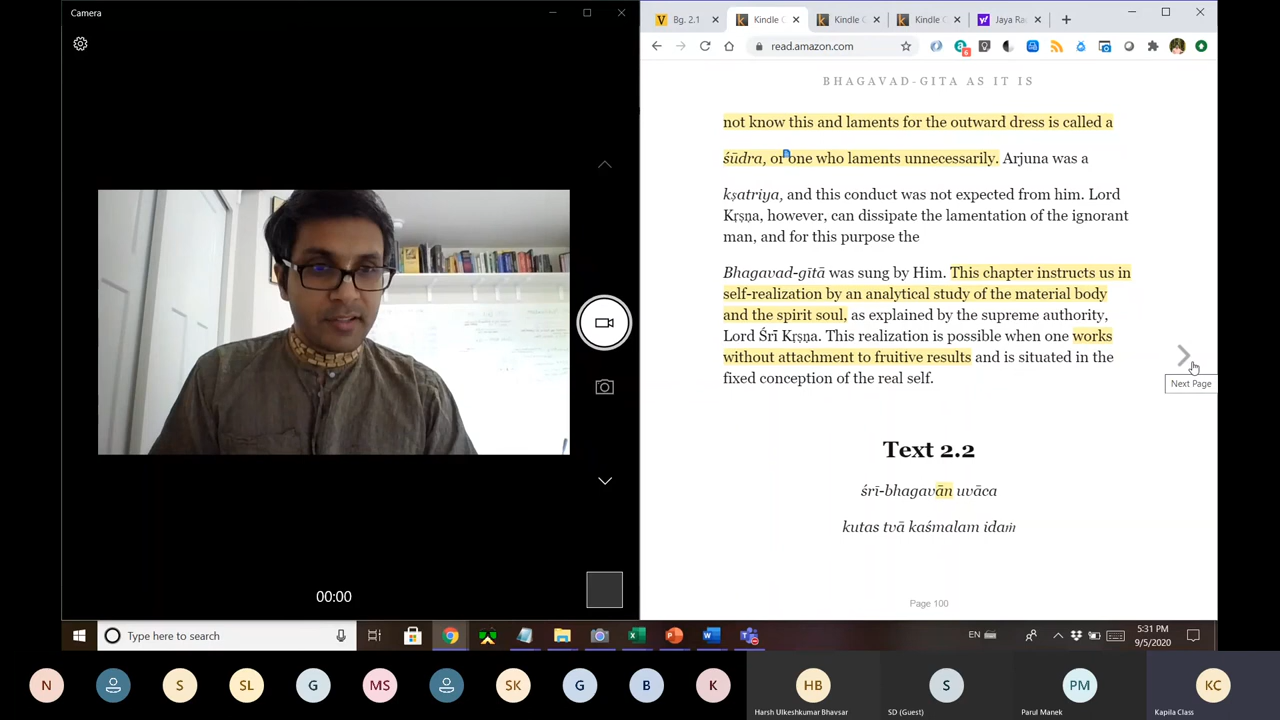 Camera
00:00
Bg. 2.1
Kindle C
Kindle C
Kindle C
Jaya Ra
read.amazon.com
6
BHAGAVAD-GITA AS IT IS
not know this and laments for the outward dress is called a
śūdra, or one who laments unnecessarily. Arjuna was a
kṣatriya, and this conduct was not expected from him. Lord
Kṛṣṇa, however, can dissipate the lamentation of the ignorant
man, and for this purpose the
Bhagavad-gītā was sung by Him. This chapter instructs us in
self-realization by an analytical study of the material body
and the spirit soul, as explained by the supreme authority,
Lord Śrī Kṛṣṇa. This realization is possible when one works
without attachment to fruitive results and is situated in the
fixed conception of the real self.
Next Page
Text 2.2
śrī-bhagavān uvāca
kutas tvā kaśmalam idaṁ
Page 100
Type here to search
EN
5:31 PM
9/5/2020
N
S
SL
G
MS
SK
G
B
K
HB
Harsh Ulkeshkumar Bhavsar
S
SD (Guest)
PM
Parul Manek
KC
Kapila Class